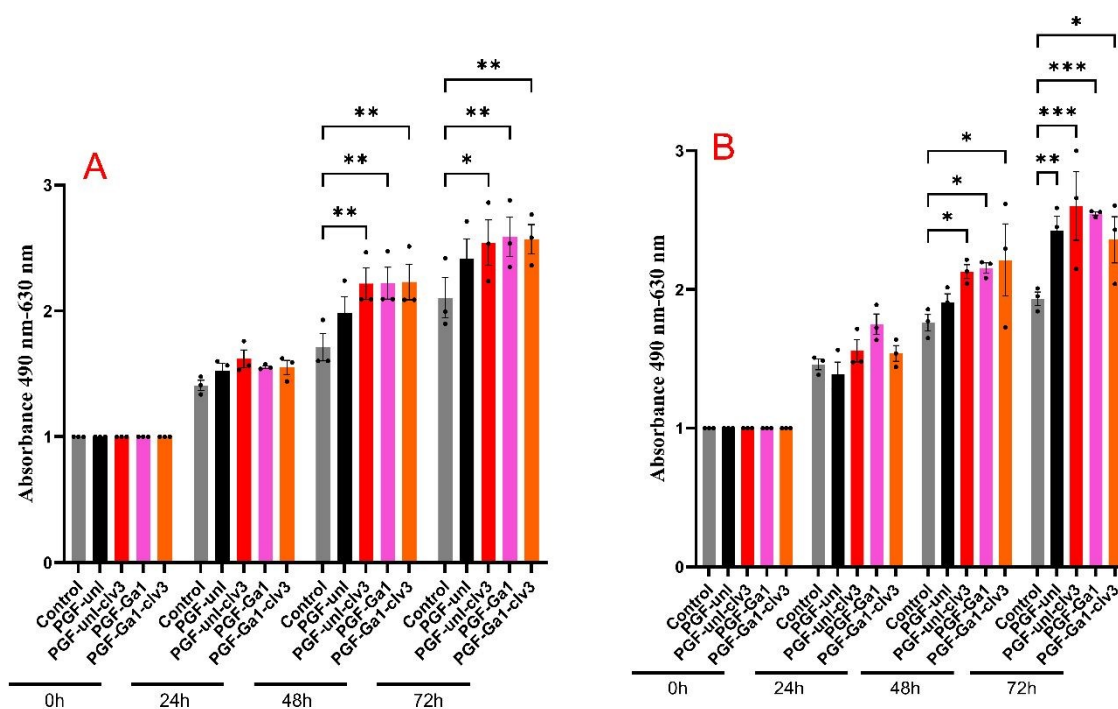 A
Absorbance 490 nm-630 nm
3
2
1
0
**
**
**
**
**
*
Control
PGF-unl
PGF-unl-clv3
PGF-Ga1
PGF-Ga1-clv3
Control
PGF-unl
PGF-unl-clv3
PGF-Ga1
PGF-Ga1-clv3
Control
PGF-unl
PGF-unl-clv3
PGF-Ga1
PGF-Ga1-clv3
Control
PGF-unl
PGF-unl-clv3
PGF-Ga1
PGF-Ga1-clv3
0h
24h
48h
72h
B
Absorbance 490 nm-630 nm
3
2
1
0
*
*
*
*
***
***
**
Control
PGF-unl
PGF-unl-clv3
PGF-Ga1
PGF-Ga1-clv3
Control
PGF-unl
PGF-unl-clv3
PGF-Ga1
PGF-Ga1-clv3
Control
PGF-unl
PGF-unl-clv3
PGF-Ga1
PGF-Ga1-clv3
Control
PGF-unl
PGF-unl-clv3
PGF-Ga1
PGF-Ga1-clv3
0h
24h
48h
72h